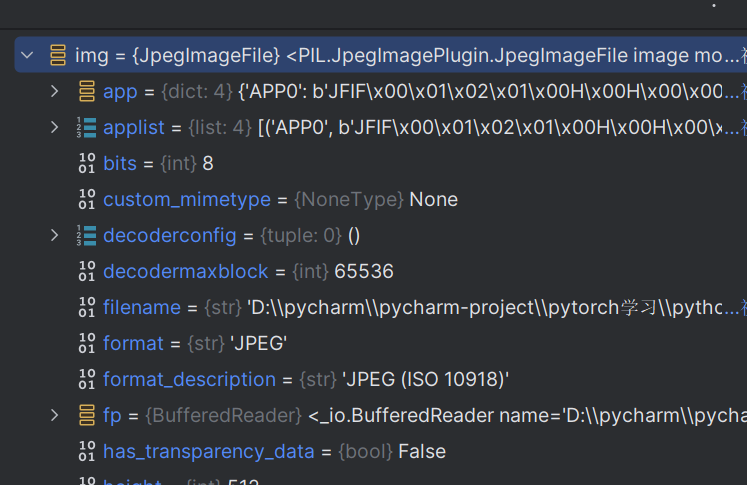 img = {JpegImageFile} <PIL.JpegImagePlugin.JpegImageFile image mo...
app = {dict: 4} {'APP0': b'JFIF\x00\x01\x02\x01\x00H\x00H\x00\x00...
applist = {list: 4} [('APP0', b'JFIF\x00\x01\x02\x01\x00H\x00H\x00\x...
bits = {int} 8
custom_mimetype = {NoneType} None
decoderconfig = {tuple: 0} ()
decodermaxblock = {int} 65536
filename = {str} 'D:\\pycharm\\pycharm-project\\pytorch学习\\pytho...
format = {str} 'JPEG'
format_description = {str} 'JPEG (ISO 10918)'
fp = {BufferedReader} <_io.BufferedReader name='D:\\pycharm\\pycha
has_transparency_data = {bool} False
height = {int} 512